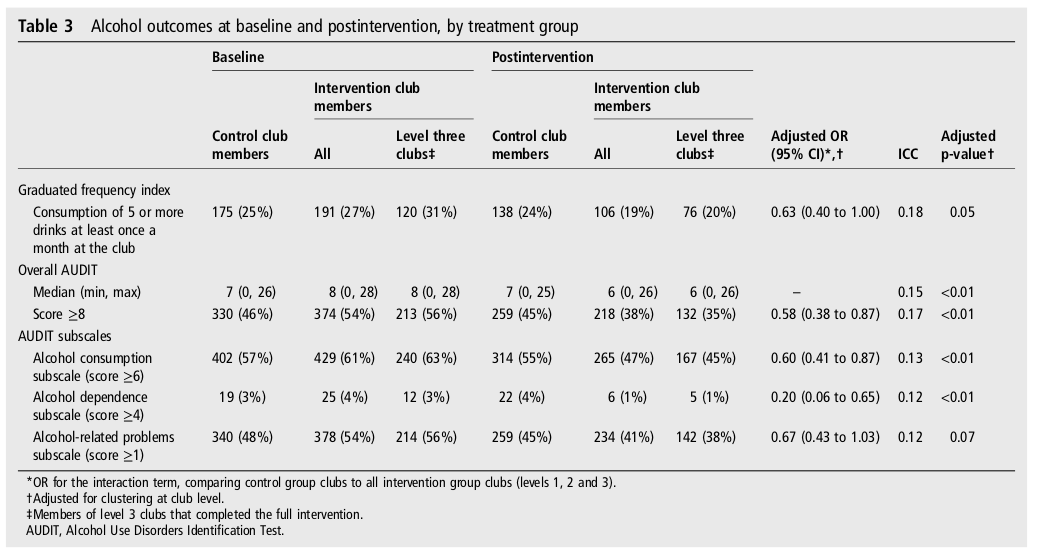 Table 3 Alcohol outcomes at baseline and postintervention, by treatment group
Baseline Postintervention
Intervention club members Intervention club members
Control club members All Level three clubs‡ Control club members All Level three clubs‡ Adjusted OR (95% CI)*,† ICC Adjusted p-value†
Graduated frequency index
Consumption of 5 or more 175 (25%) 191 (27%) 120 (31%) 138 (24%) 106 (19%) 76 (20%) 0.63 (0.40 to 1.00) 0.18 0.05
drinks at least once a
month at the club
Overall AUDIT
Median (min, max) 7 (0, 26) 8 (0, 28) 8 (0, 28) 7 (0, 25) 6 (0, 26) 6 (0, 26) – 0.15 <0.01
Score ≥8 330 (46%) 374 (54%) 213 (56%) 259 (45%) 218 (38%) 132 (35%) 0.58 (0.38 to 0.87) 0.17 <0.01
AUDIT subscales
Alcohol consumption 402 (57%) 429 (61%) 240 (63%) 314 (55%) 265 (47%) 167 (45%) 0.60 (0.41 to 0.87) 0.13 <0.01
subscale (score ≥6)
Alcohol dependence 19 (3%) 25 (4%) 12 (3%) 22 (4%) 6 (1%) 5 (1%) 0.20 (0.06 to 0.65) 0.12 <0.01
subscale (score ≥4)
Alcohol-related problems 340 (48%) 378 (54%) 214 (56%) 259 (45%) 234 (41%) 142 (38%) 0.67 (0.43 to 1.03) 0.12 0.07
subscale (score ≥1)
*OR for the interaction term, comparing control group clubs to all intervention group clubs (levels 1, 2 and 3).
†Adjusted for clustering at club level.
‡Members of level 3 clubs that completed the full intervention.
AUDIT, Alcohol Use Disorders Identification Test.